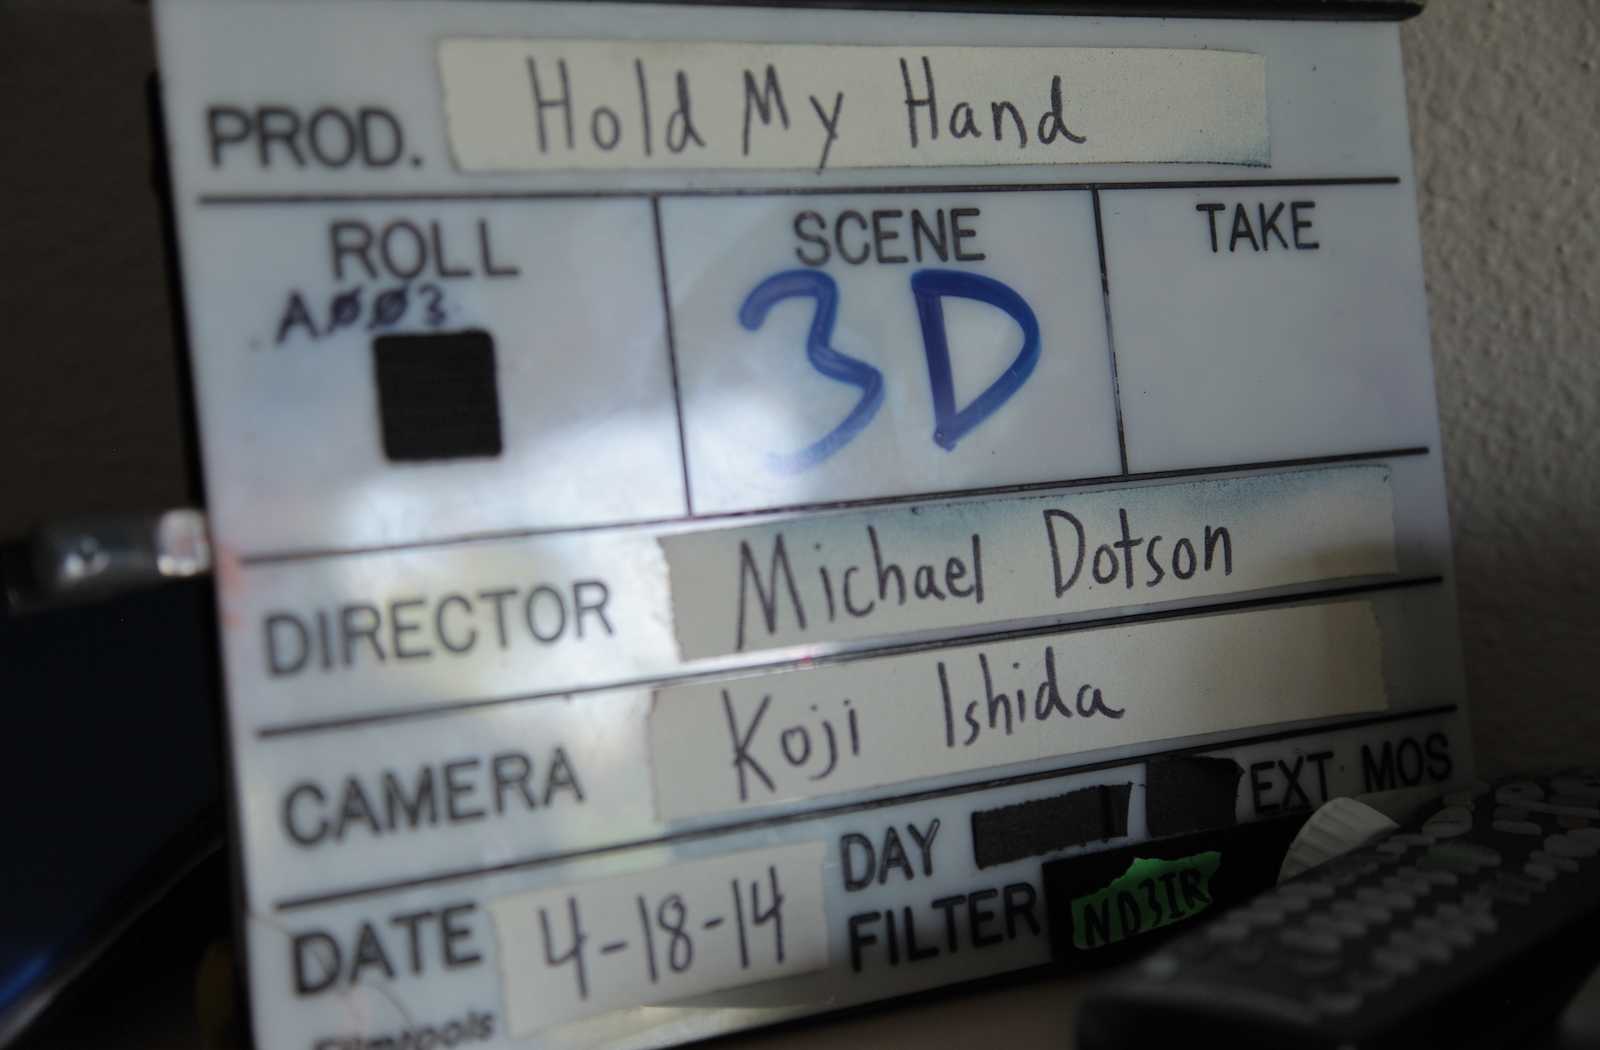 PROD. Hold My Hand
ROLL SCENE TAKE
AØØ3 3D
DIRECTOR Michael Dotson
CAMERA Koji Ishida
DAY EXT MOS
DATE 4-18-14 FILTER ND3IR
Filmtools